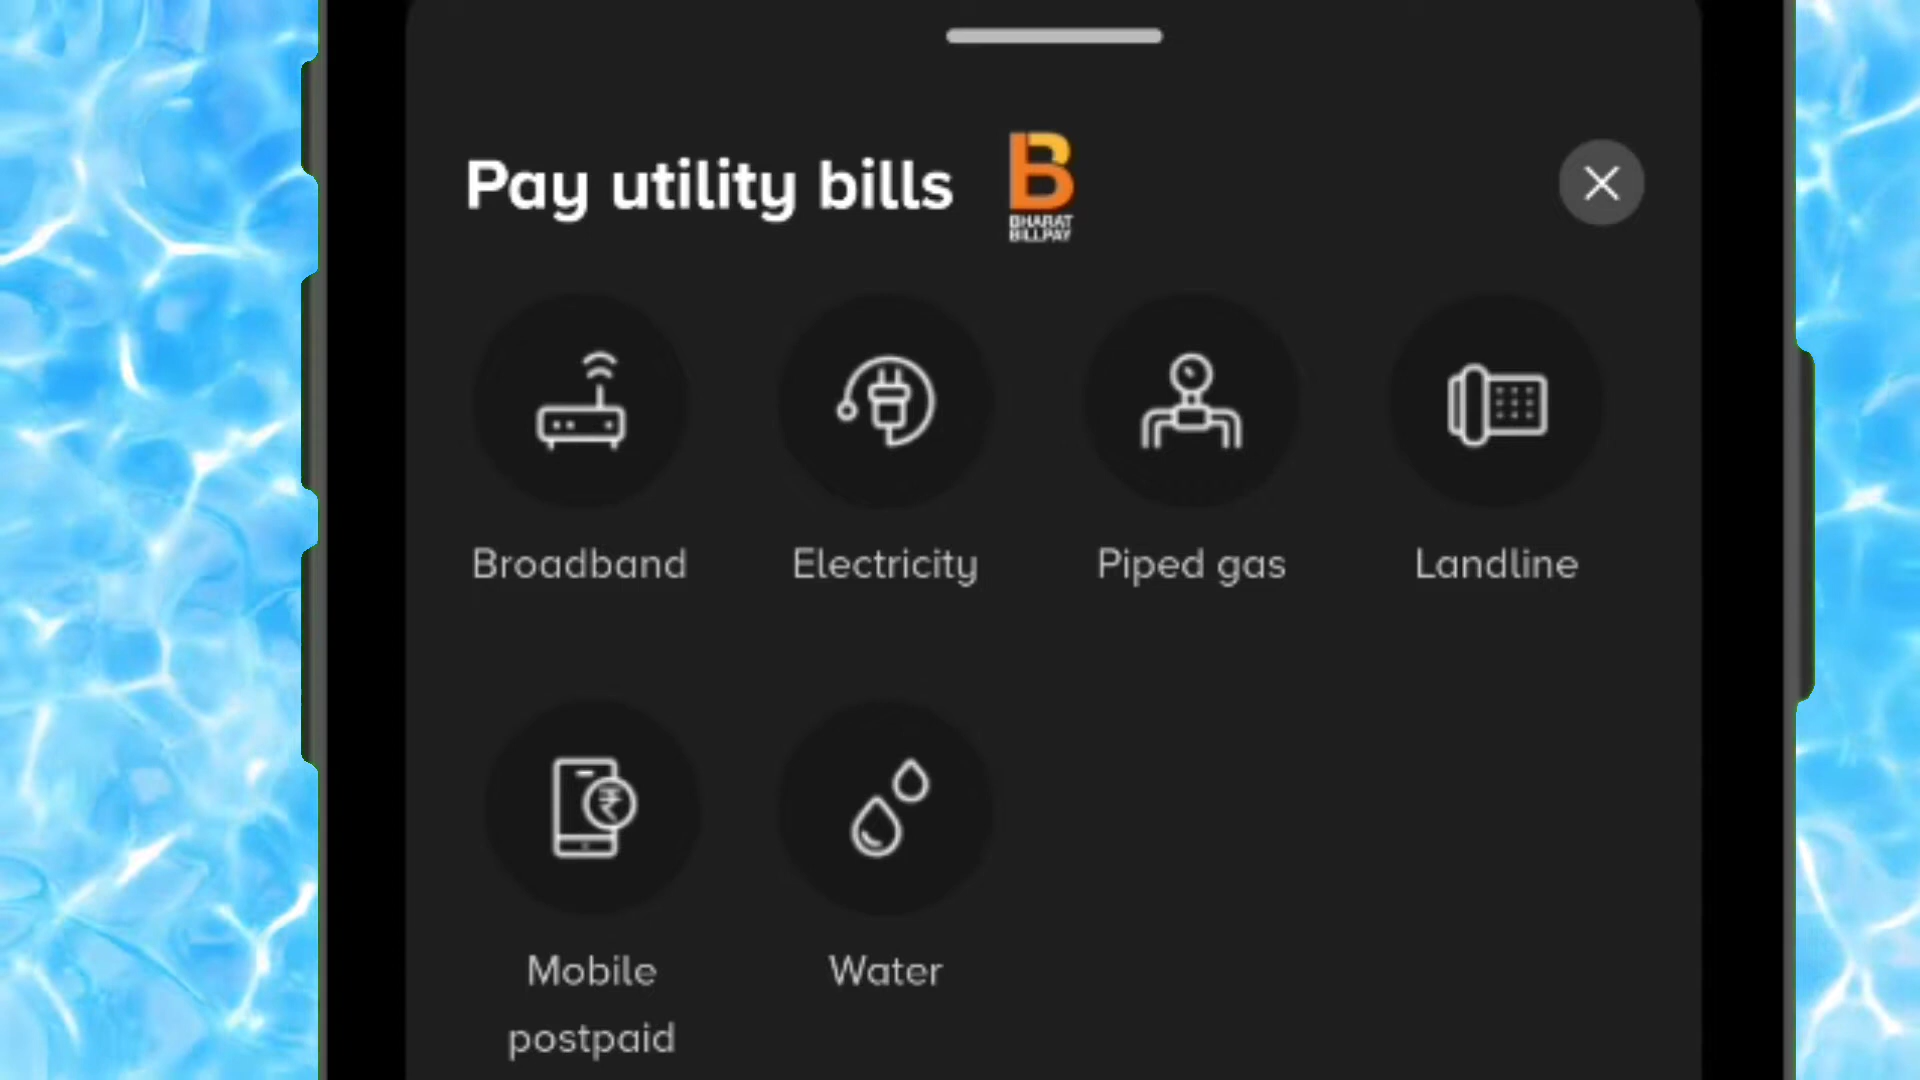 Pay utility bills
BHARAT
BILLPAY
Broadband
Electricity
Piped gas
Landline
Mobile
postpaid
Water